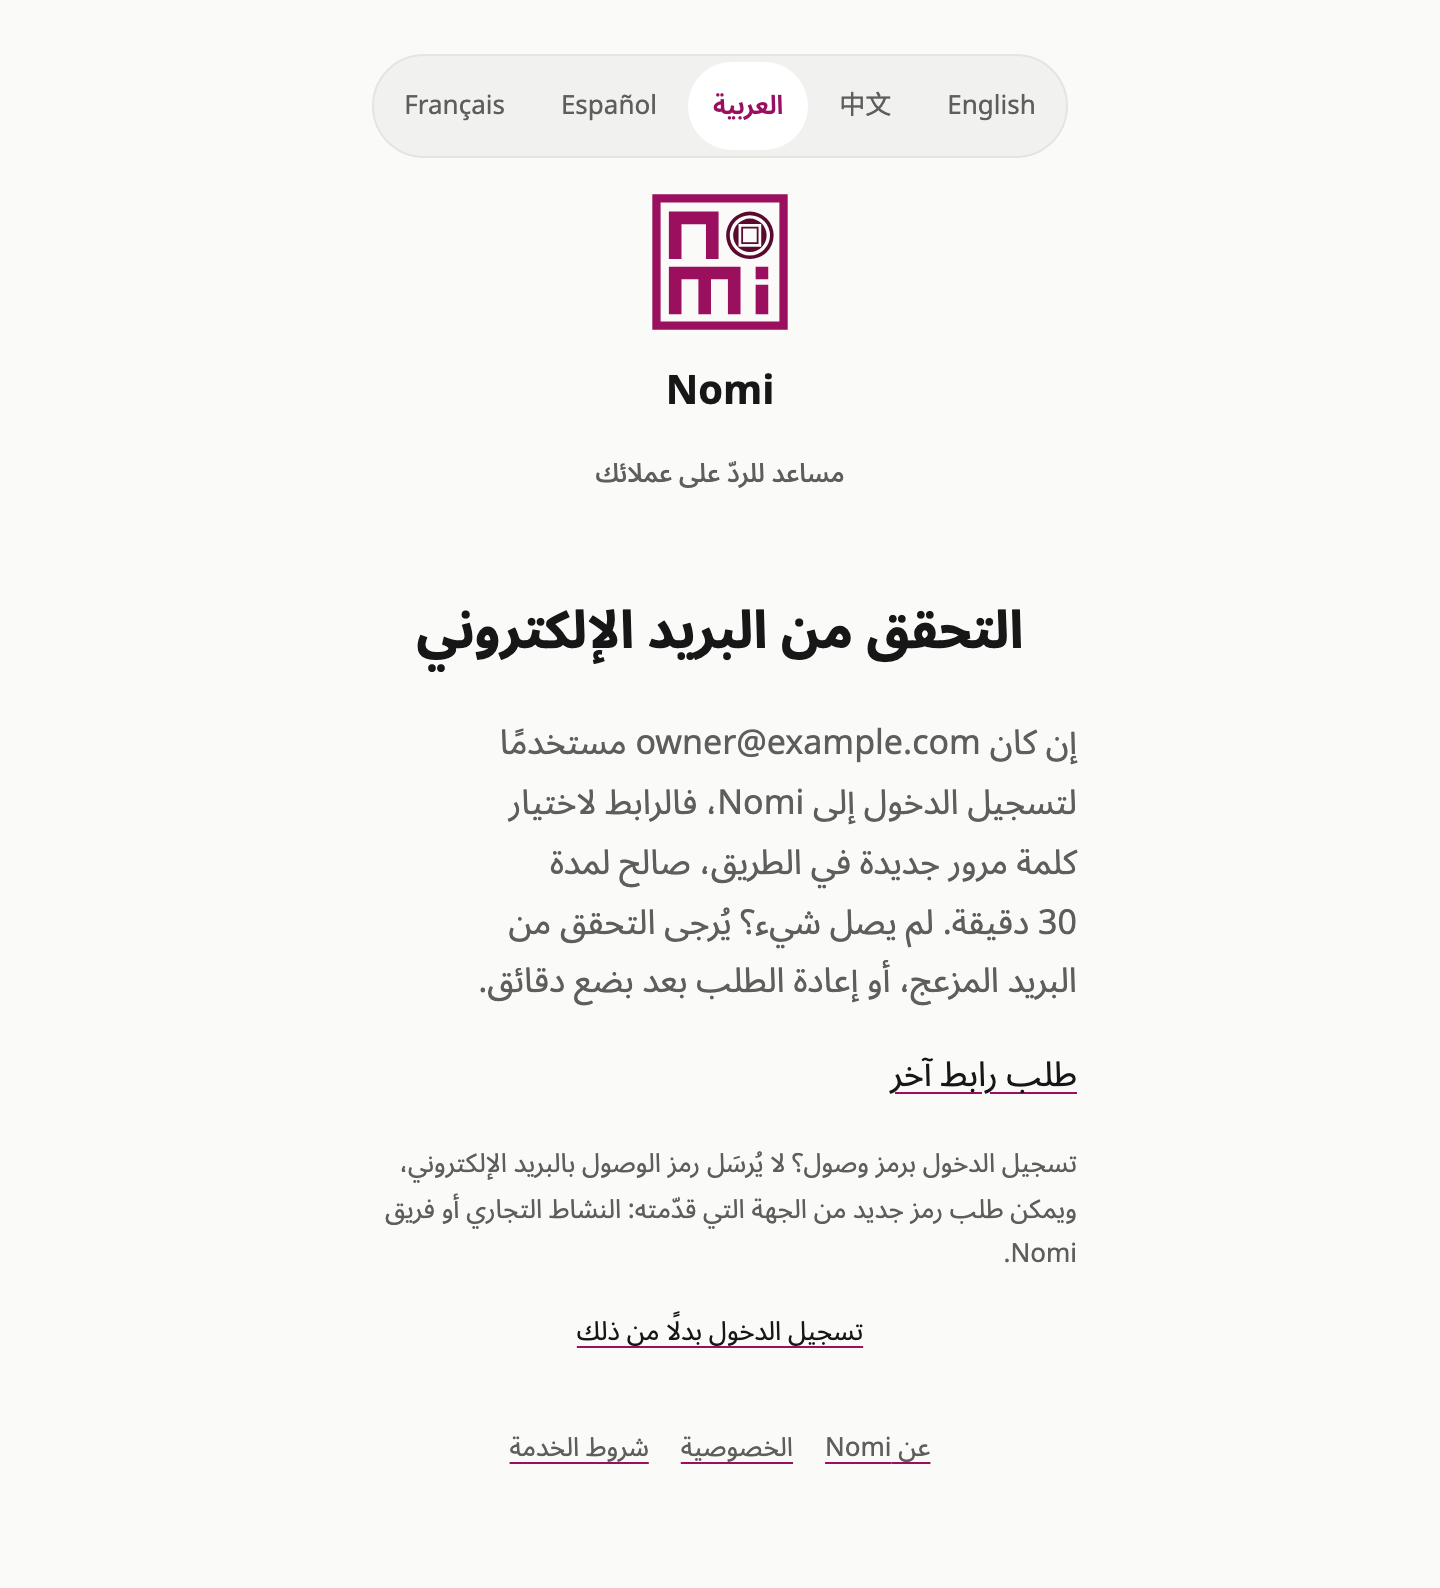 English
中文
العربية
Español
Français
nomi
Nomi
مساعد للردّ على عملائك
التحقق من البريد الإلكتروني
إن كان owner@example.com مستخدمًا
لتسجيل الدخول إلى Nomi، فالرابط لاختيار
كلمة مرور جديدة في الطريق، صالح لمدة
30 دقيقة. لم يصل شيء؟ يُرجى التحقق من
البريد المزعج، أو إعادة الطلب بعد بضع دقائق.
طلب رابط آخر
تسجيل الدخول برمز وصول؟ لا يُرسَل رمز الوصول بالبريد الإلكتروني،
ويمكن طلب رمز جديد من الجهة التي قدّمته: النشاط التجاري أو فريق
Nomi.
تسجيل الدخول بدلًا من ذلك
عن Nomi
الخصوصية
شروط الخدمة